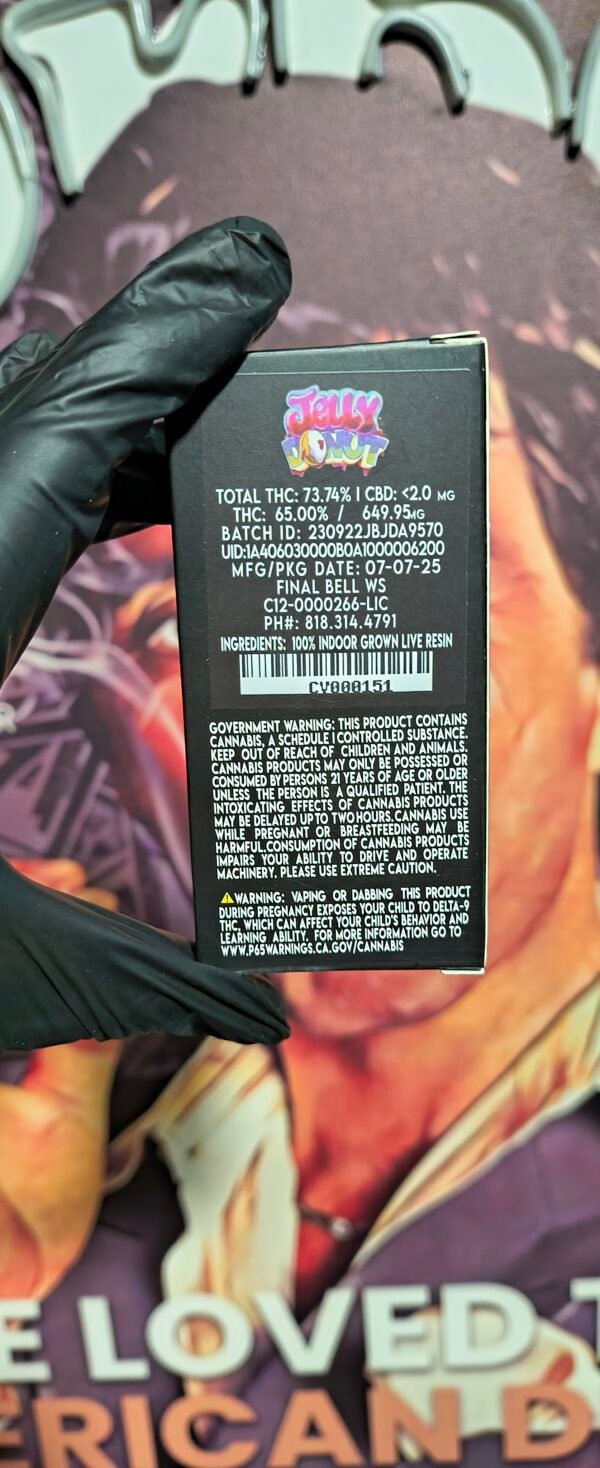 JELLY
DONUT
TOTAL THC: 73.74% | CBD: <2.0 MG
THC: 65.00% / 649.95MG
BATCH ID: 230922JBJDA9570
UID:1A406030000B0A1000006200
MFG/PKG DATE: 07-07-25
FINAL BELL WS
C12-0000266-LIC
PH#: 818.314.4791
INGREDIENTS: 100% INDOOR GROWN LIVE RESIN
CY000151
GOVERNMENT WARNING: THIS PRODUCT CONTAINS
CANNABIS, A SCHEDULE I CONTROLLED SUBSTANCE.
KEEP OUT OF REACH OF CHILDREN AND ANIMALS.
CANNABIS PRODUCTS MAY ONLY BE POSSESSED OR
CONSUMED BY PERSONS 21 YEARS OF AGE OR OLDER
UNLESS THE PERSON IS A QUALIFIED PATIENT. THE
INTOXICATING EFFECTS OF CANNABIS PRODUCTS
MAY BE DELAYED UP TO TWO HOURS. CANNABIS USE
WHILE PREGNANT OR BREASTFEEDING MAY BE
HARMFUL.CONSUMPTION OF CANNABIS PRODUCTS
IMPAIRS YOUR ABILITY TO DRIVE AND OPERATE
MACHINERY. PLEASE USE EXTREME CAUTION.
WARNING: VAPING OR DABBING THIS PRODUCT
DURING PREGNANCY EXPOSES YOUR CHILD TO DELTA-9
THC, WHICH CAN AFFECT YOUR CHILD'S BEHAVIOR AND
LEARNING ABILITY. FOR MORE INFORMATION GO TO
WWW.P65WARNINGS.CA.GOV/CANNABIS
E LOVED T
ERICAN D